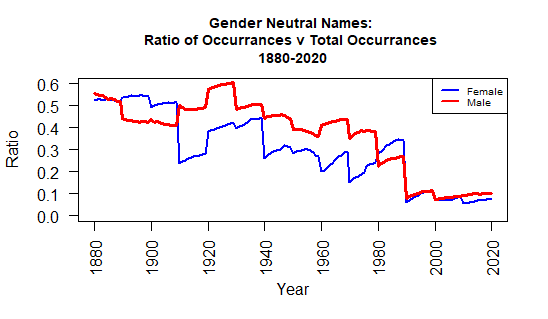 Gender Neutral Names:
Ratio of Occurrances v Total Occurrances
1880-2020
Female
Male
Ratio
0.6
0.5
0.4
0.3
0.2
0.1
0.0
1880
1900
1920
1940
1960
1980
2000
2020
Year